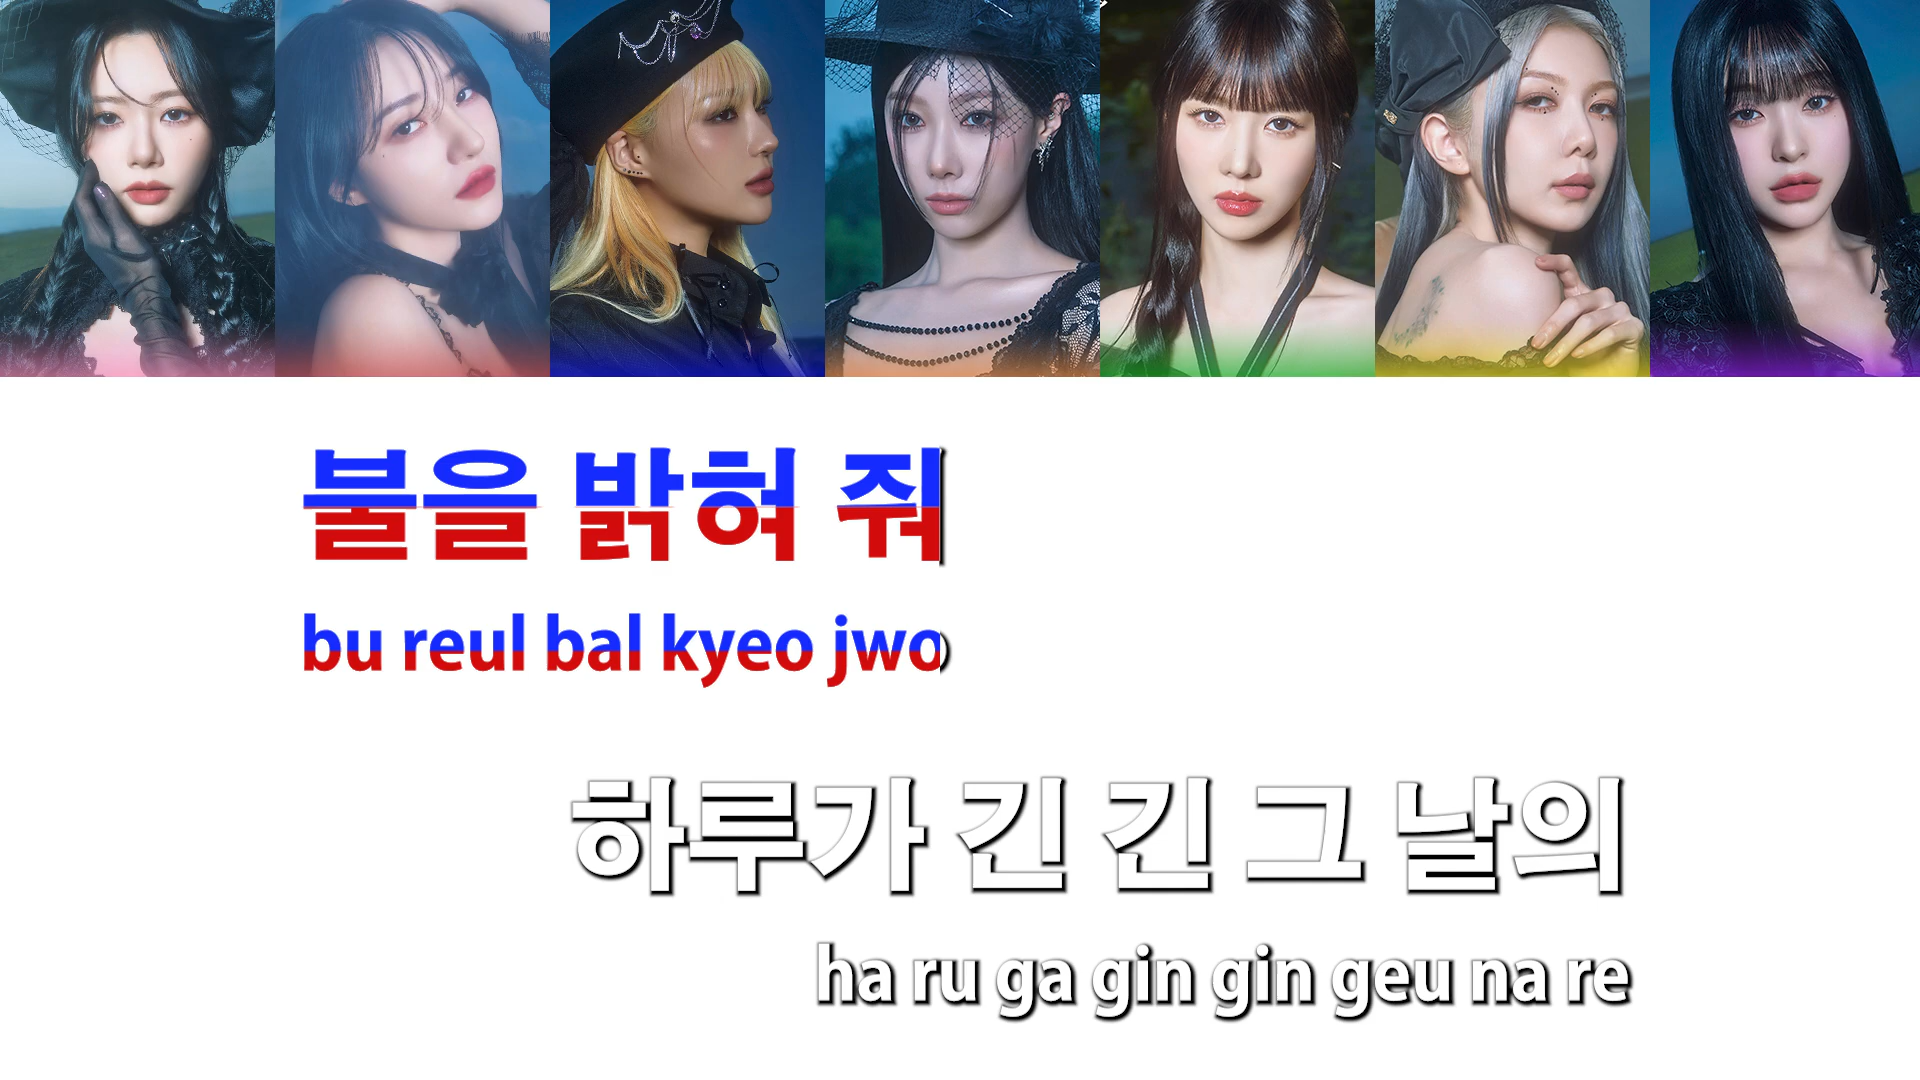 불을 밝혀 줘
bu reul bal kyeo jwo
하루가 긴 긴 그 날의
ha ru ga gin gin geu na re